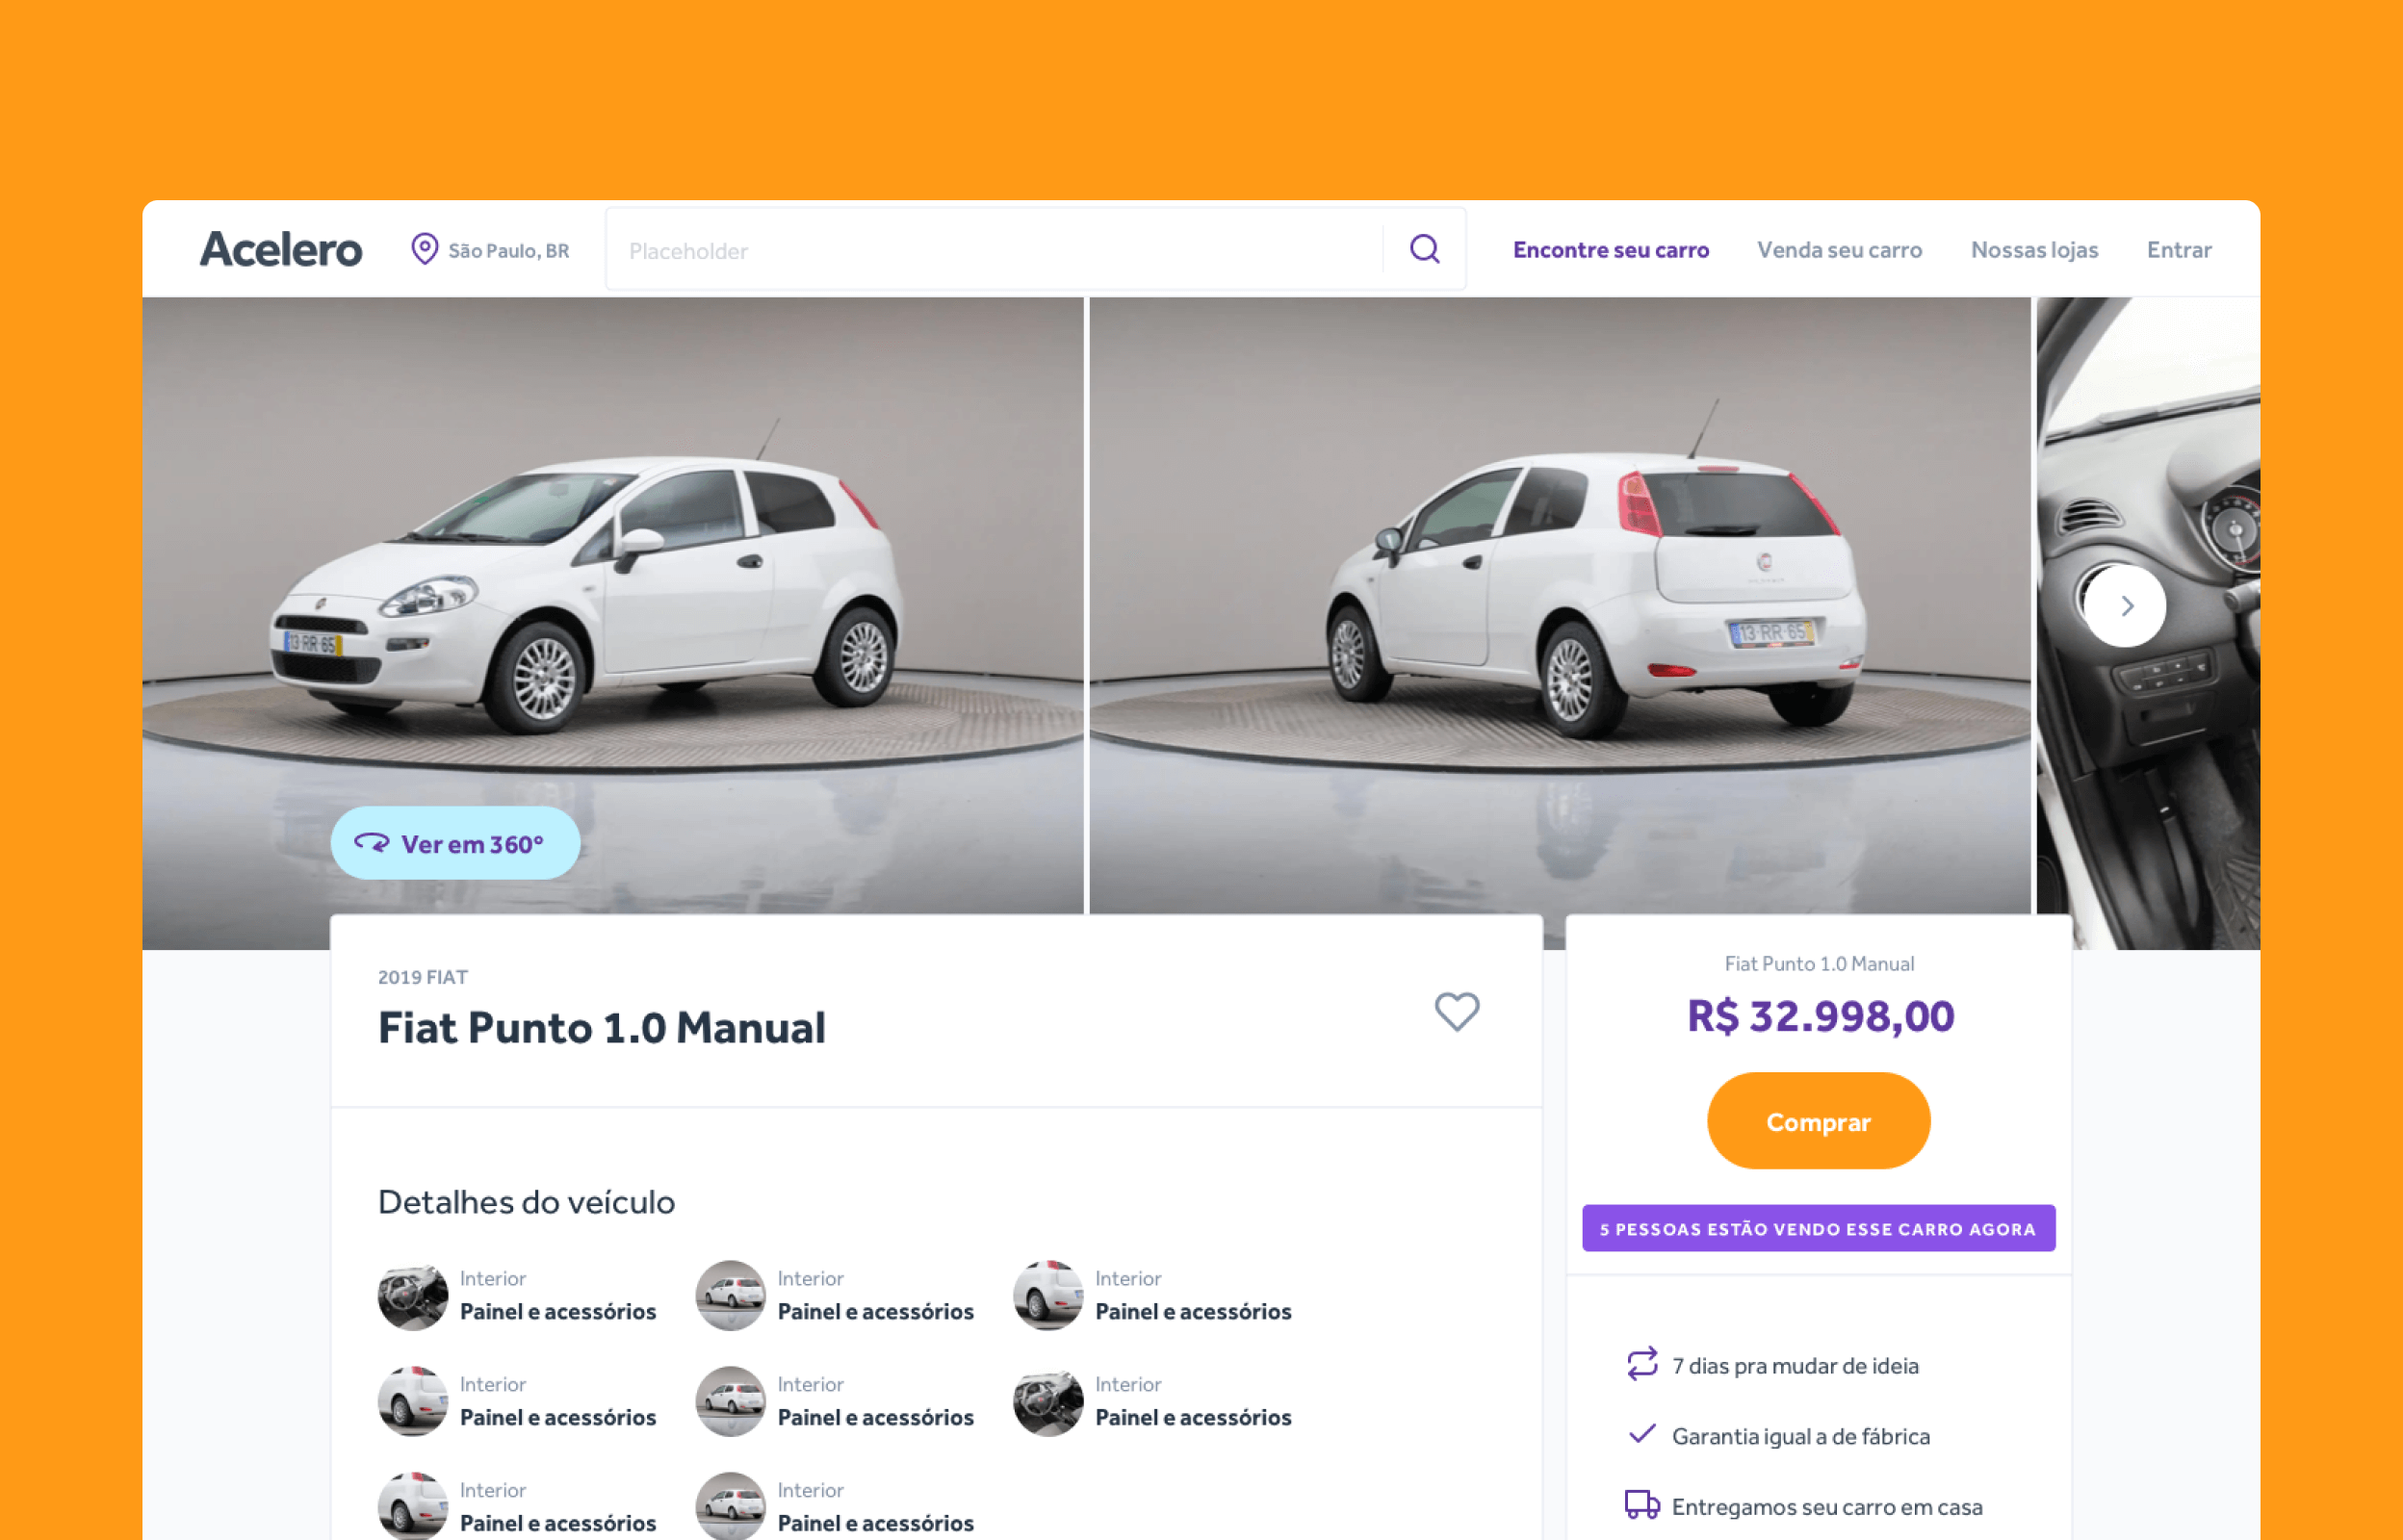 Acelero
São Paulo, BR
Placeholder
Encontre seu carro
Venda seu carro
Nossas lojas
Entrar
13 RR 65
13 RR 65
Ver em 360º
2019 FIAT
Fiat Punto 1.0 Manual
Fiat Punto 1.0 Manual
R$ 32.998,00
Comprar
5 PESSOAS ESTÃO VENDO ESSE CARRO AGORA
Detalhes do veículo
Interior
Painel e acessórios
Interior
Painel e acessórios
Interior
Painel e acessórios
Interior
Painel e acessórios
Interior
Painel e acessórios
Interior
Painel e acessórios
Interior
Painel e acessórios
Interior
Painel e acessórios
7 dias pra mudar de ideia
Garantia igual a de fábrica
Entregamos seu carro em casa